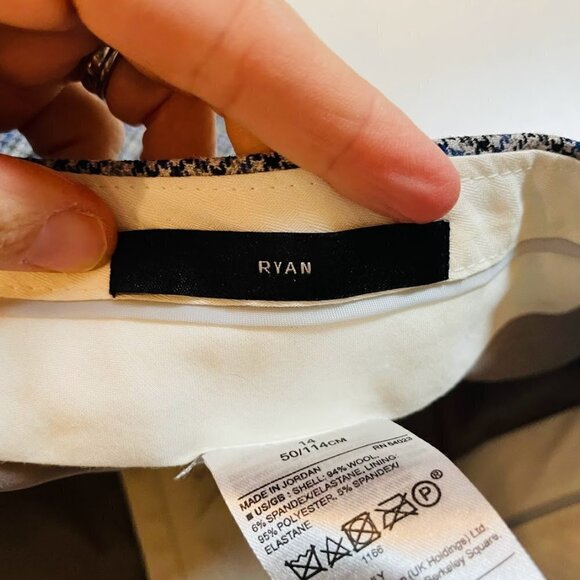 RYAN
14
50/114CM
RN 54023
MADE IN JORDAN
■ US/GB : SHELL: 94% WOOL,
6% SPANDEX/ELASTANE, LINING:
95% POLYESTER, 5% SPANDEX/
ELASTANE
P
1166
(UK Holdings) Ltd.
Berkeley Square.